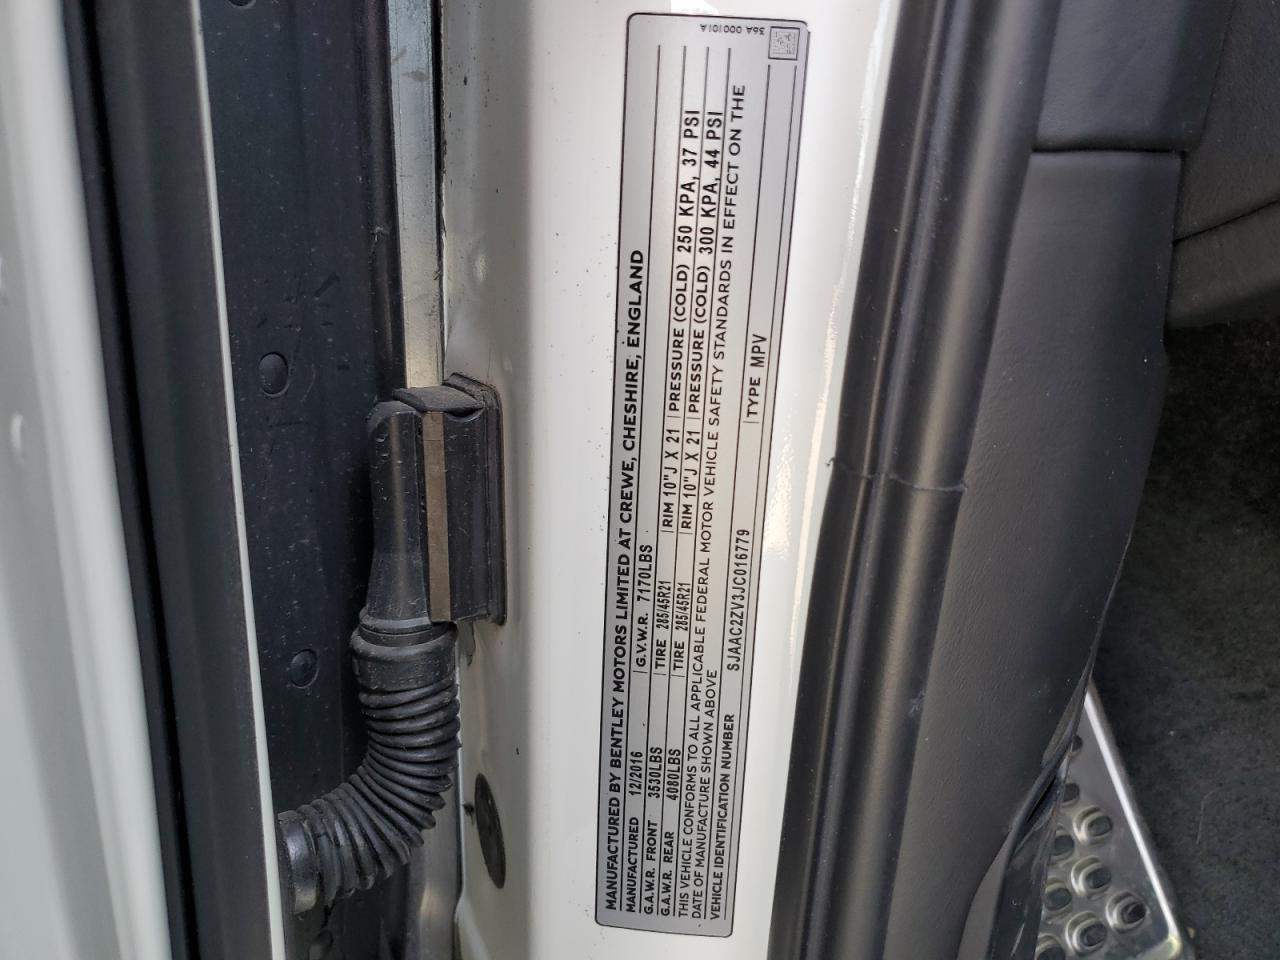 36A 000101A
MANUFACTURED BY BENTLEY MOTORS LIMITED AT CREWE, CHESHIRE, ENGLAND
MANUFACTURED 12/2016 G.V.W.R. 7170LBS
G.A.W.R. FRONT 3530LBS TIRE 285/45R21 RIM 10"J X 21 PRESSURE (COLD) 250 KPA, 37 PSI
G.A.W.R. REAR 4080LBS TIRE 285/45R21 RIM 10"J X 21 PRESSURE (COLD) 300 KPA, 44 PSI
THIS VEHICLE CONFORMS TO ALL APPLICABLE FEDERAL MOTOR VEHICLE SAFETY STANDARDS IN EFFECT ON THE
DATE OF MANUFACTURE SHOWN ABOVE
VEHICLE IDENTIFICATION NUMBER SJAAC2ZV3JC016779 TYPE MPV